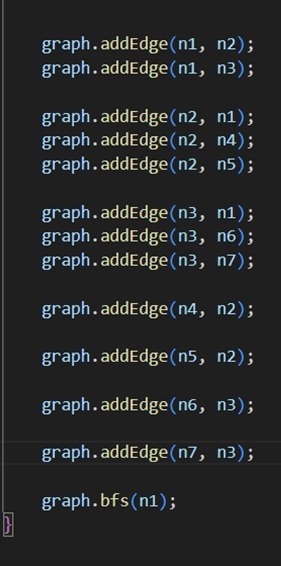 graph.addEdge(n1, n2);
graph.addEdge(n1, n3);
graph.addEdge(n2, n1);
graph.addEdge(n2, n4);
graph.addEdge(n2, n5);
graph.addEdge(n3, n1);
graph.addEdge(n3, n6);
graph.addEdge(n3, n7);
graph.addEdge(n4, n2);
graph.addEdge(n5, n2);
graph.addEdge(n6, n3);
graph.addEdge(n7, n3);
graph.bfs(n1);
}